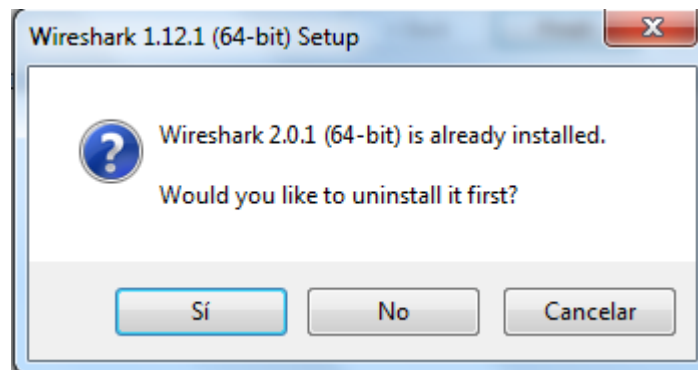 Wireshark 1.12.1 (64-bit) Setup
Wireshark 2.0.1 (64-bit) is already installed.
Would you like to uninstall it first?
Sí
No
Cancelar